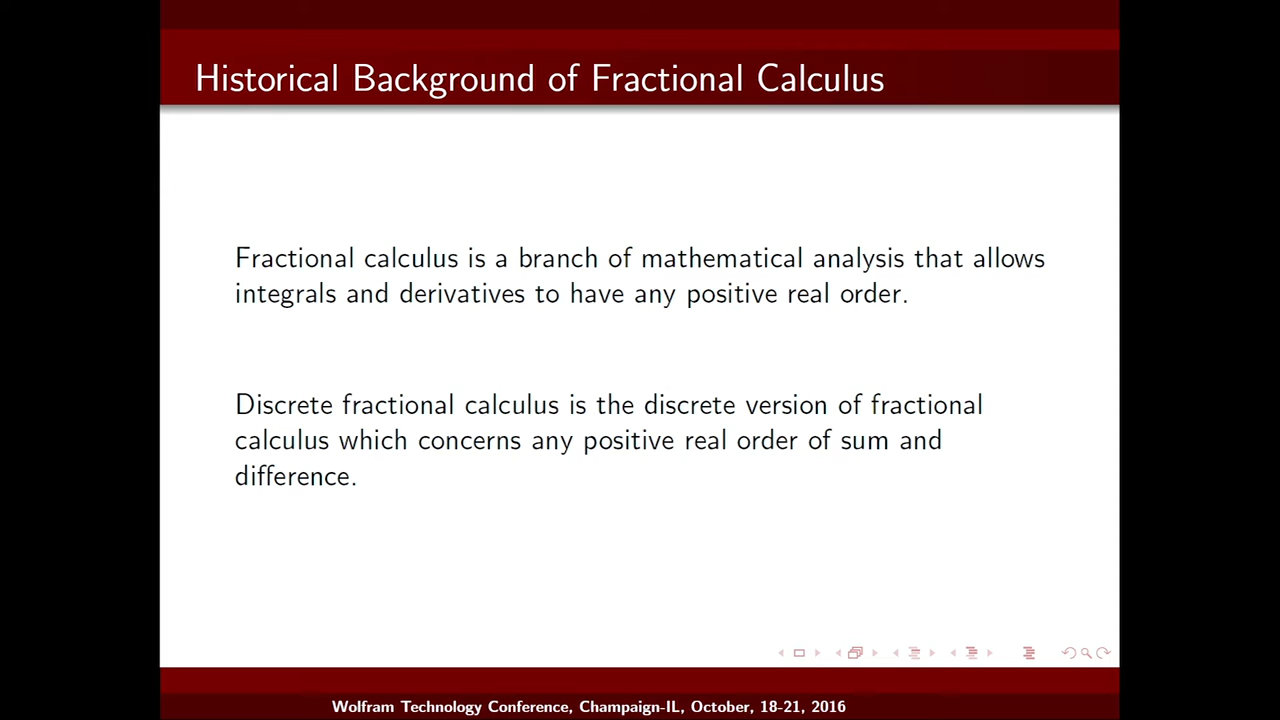 Historical Background of Fractional Calculus
Fractional calculus is a branch of mathematical analysis that allows
integrals and derivatives to have any positive real order.
Discrete fractional calculus is the discrete version of fractional
calculus which concerns any positive real order of sum and
difference.
Wolfram Technology Conference, Champaign-IL, October, 18-21, 2016